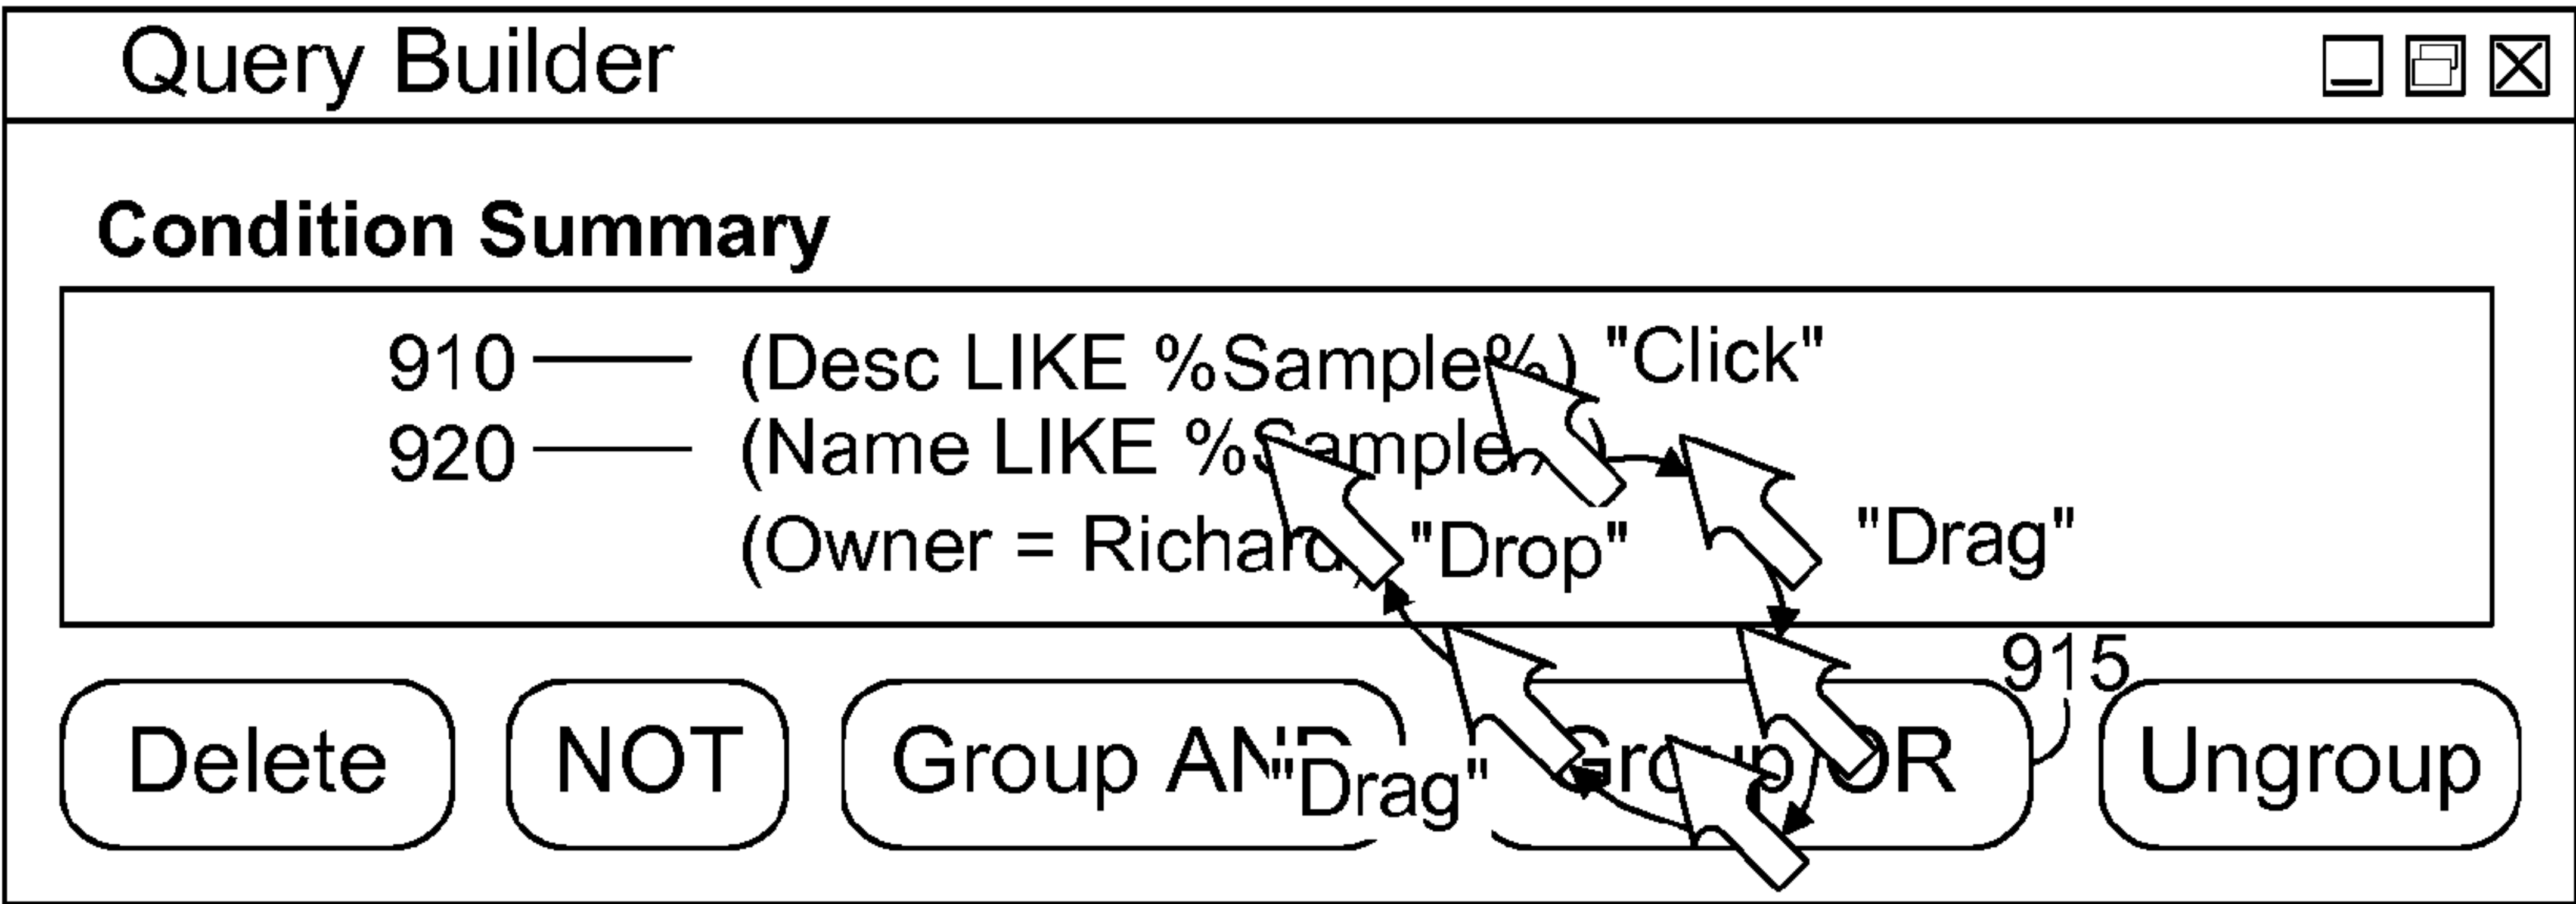 Query Builder
Condition Summary
910 (Desc LIKE %Sample%) "Click"
920 (Name LIKE %Sample )
(Owner = Richard) "Drop" "Drag"
915
Delete NOT Group AND Group OR Ungroup
"Drag"